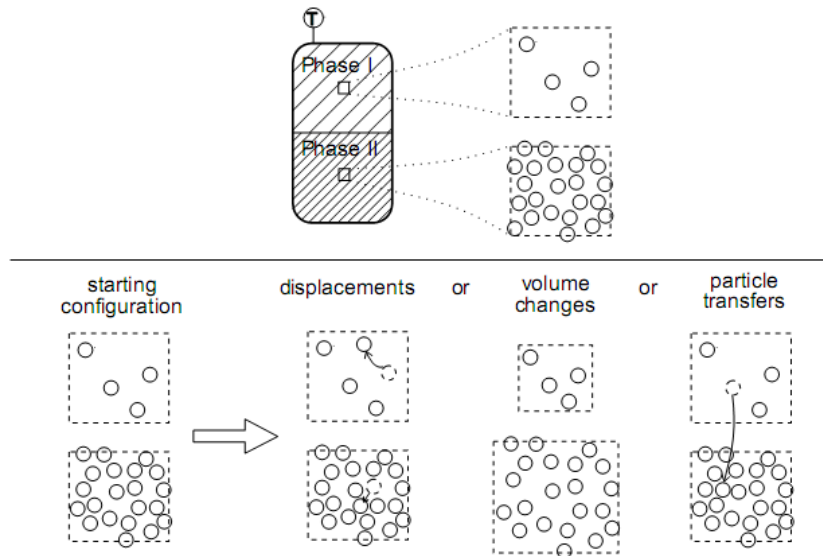 T
Phase I
Phase II
starting
configuration
displacements
or
volume
changes
or
particle
transfers